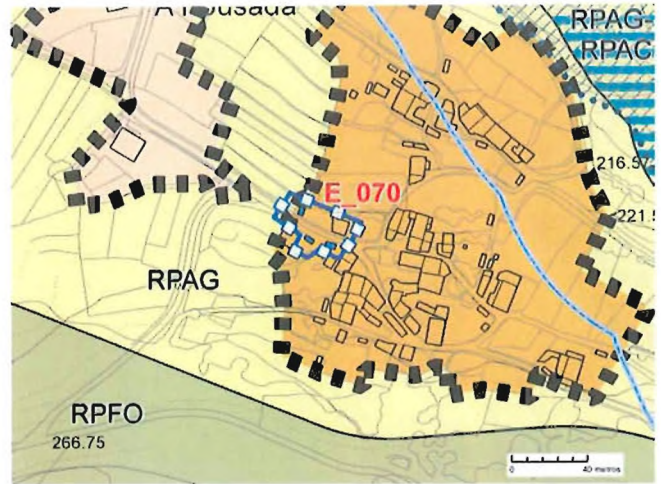 A Pousada
RPAG-
RPAC
216.57
E_070
221.5
RPAG
RPFO
266.75
0 40 metros